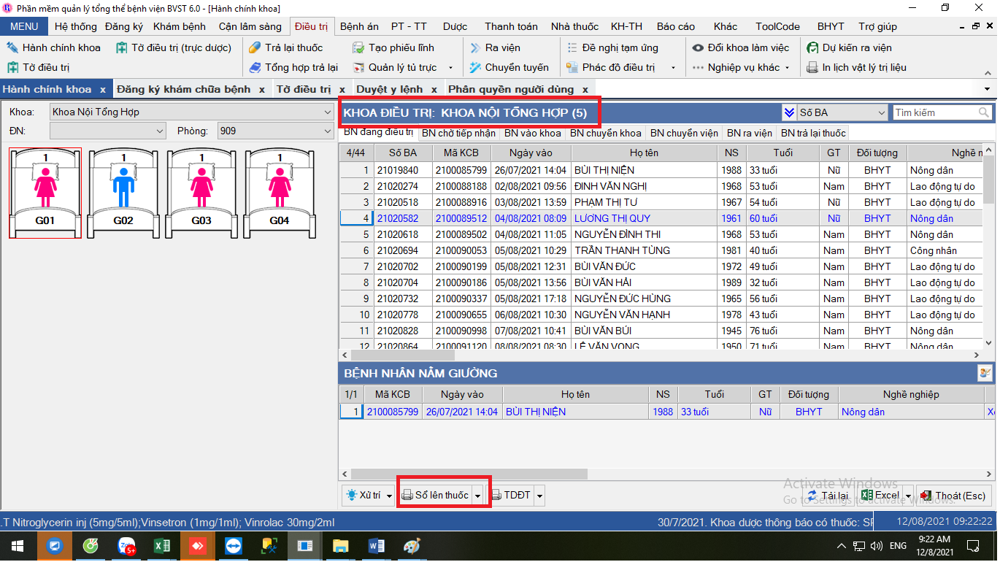 Phần mềm quản lý tổng thể bệnh viện BVST 6.0 - [Hành chính khoa]
MENU Hệ thống Đăng ký Khám bệnh Cận lâm sàng Điều trị Bệnh án PT - TT Dược Thanh toán Nhà thuốc KH-TH Báo cáo Khác ToolCode BHYT Trợ giúp
Hành chính khoa Tờ điều trị (trực dược) Trả lại thuốc Tạo phiếu lĩnh Ra viện Đề nghị tạm ứng Đổi khoa làm việc Dự kiến ra viện
Tờ điều trị Tổng hợp trả lại Quản lý tủ trực Chuyển tuyến Phác đồ điều trị Nghiệp vụ khác In lịch vật lý trị liệu
Hành chính khoa x Đăng ký khám chữa bệnh x Tờ điều trị x Duyệt y lệnh x Phân quyền người dùng x
Khoa: Khoa Nội Tổng Hợp
ĐN: Phòng: 909
1 1 1 1
G01 G02 G03 G04
KHOA ĐIỀU TRỊ: KHOA NỘI TỔNG HỢP (5) Số BA Tìm kiếm
BN đang điều trị BN chờ tiếp nhận BN vào khoa BN chuyển khoa BN chuyển viện BN ra viện BN trả lại thuốc
4/44 Số BA Mã KCB Ngày vào Họ tên NS Tuổi GT Đối tượng Nghề n
1 21019840 2100085799 26/07/2021 14:04 BÙI THỊ NIỆN 1988 33 tuổi Nữ BHYT Nông dân
2 21020274 2100088188 02/08/2021 09:56 ĐINH VĂN NGHỊ 1968 53 tuổi Nam BHYT Lao động tự do
3 21020518 2100088916 03/08/2021 13:59 PHẠM THỊ TƯ 1967 54 tuổi Nữ BHYT Lao động tự do
4 21020582 2100089512 04/08/2021 08:09 LƯƠNG THỊ QUY 1961 60 tuổi Nữ BHYT Nông dân
5 21020618 2100089502 04/08/2021 11:05 NGUYỄN ĐÌNH THI 1968 53 tuổi Nam BHYT Nông dân
6 21020694 2100090053 05/08/2021 10:29 TRẦN THANH TÙNG 1981 40 tuổi Nam BHYT Công nhân
7 21020702 2100090199 05/08/2021 12:31 BÙI VĂN ĐỨC 1972 49 tuổi Nam BHYT Lao động tự do
8 21020704 2100090186 05/08/2021 13:56 BÙI VĂN HẢI 1989 32 tuổi Nam BHYT Lao động tự do
9 21020732 2100090337 05/08/2021 17:18 NGUYỄN ĐỨC HÙNG 1965 56 tuổi Nam BHYT Lao động tự do
10 21020778 2100090655 06/08/2021 10:30 NGUYỄN VĂN HẠNH 1978 43 tuổi Nam BHYT Lao động tự do
11 21020828 2100090998 07/08/2021 10:41 BÙI VĂN BÚI 1945 76 tuổi Nam BHYT Nông dân
12 21020864 2100091120 08/08/2021 08:30 LÊ VĂN VỌNG 1950 71 tuổi Nam BHYT Nông dân
BỆNH NHÂN NẰM GIƯỜNG
1/1 Mã KCB Ngày vào Họ tên NS Tuổi GT Đối tượng Nghề nghiệp
1 2100085799 26/07/2021 14:04 BÙI THỊ NIỆN 1988 33 tuổi Nữ BHYT Nông dân
Xử trí Sổ lên thuốc TDĐT Tải lại Excel Thoát (Esc)
Activate Windows
Go to Settings to activate Windows.
.T Nitroglycerin inj (5mg/5ml);Vinsetron (1mg/1ml); Vinrolac 30mg/2ml 30/7/2021. Khoa dược thông báo có thuốc: 12/08/2021 09:22:22
5+ ENG 9:22 AM
12/8/2021